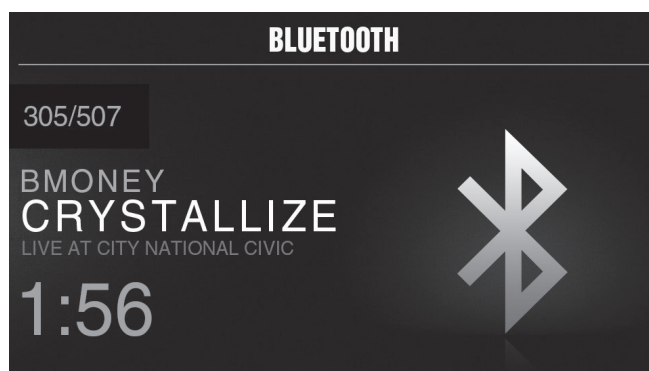 BLUETOOTH
305/507
BMONEY
CRYSTALLIZE
LIVE AT CITY NATIONAL CIVIC
1:56